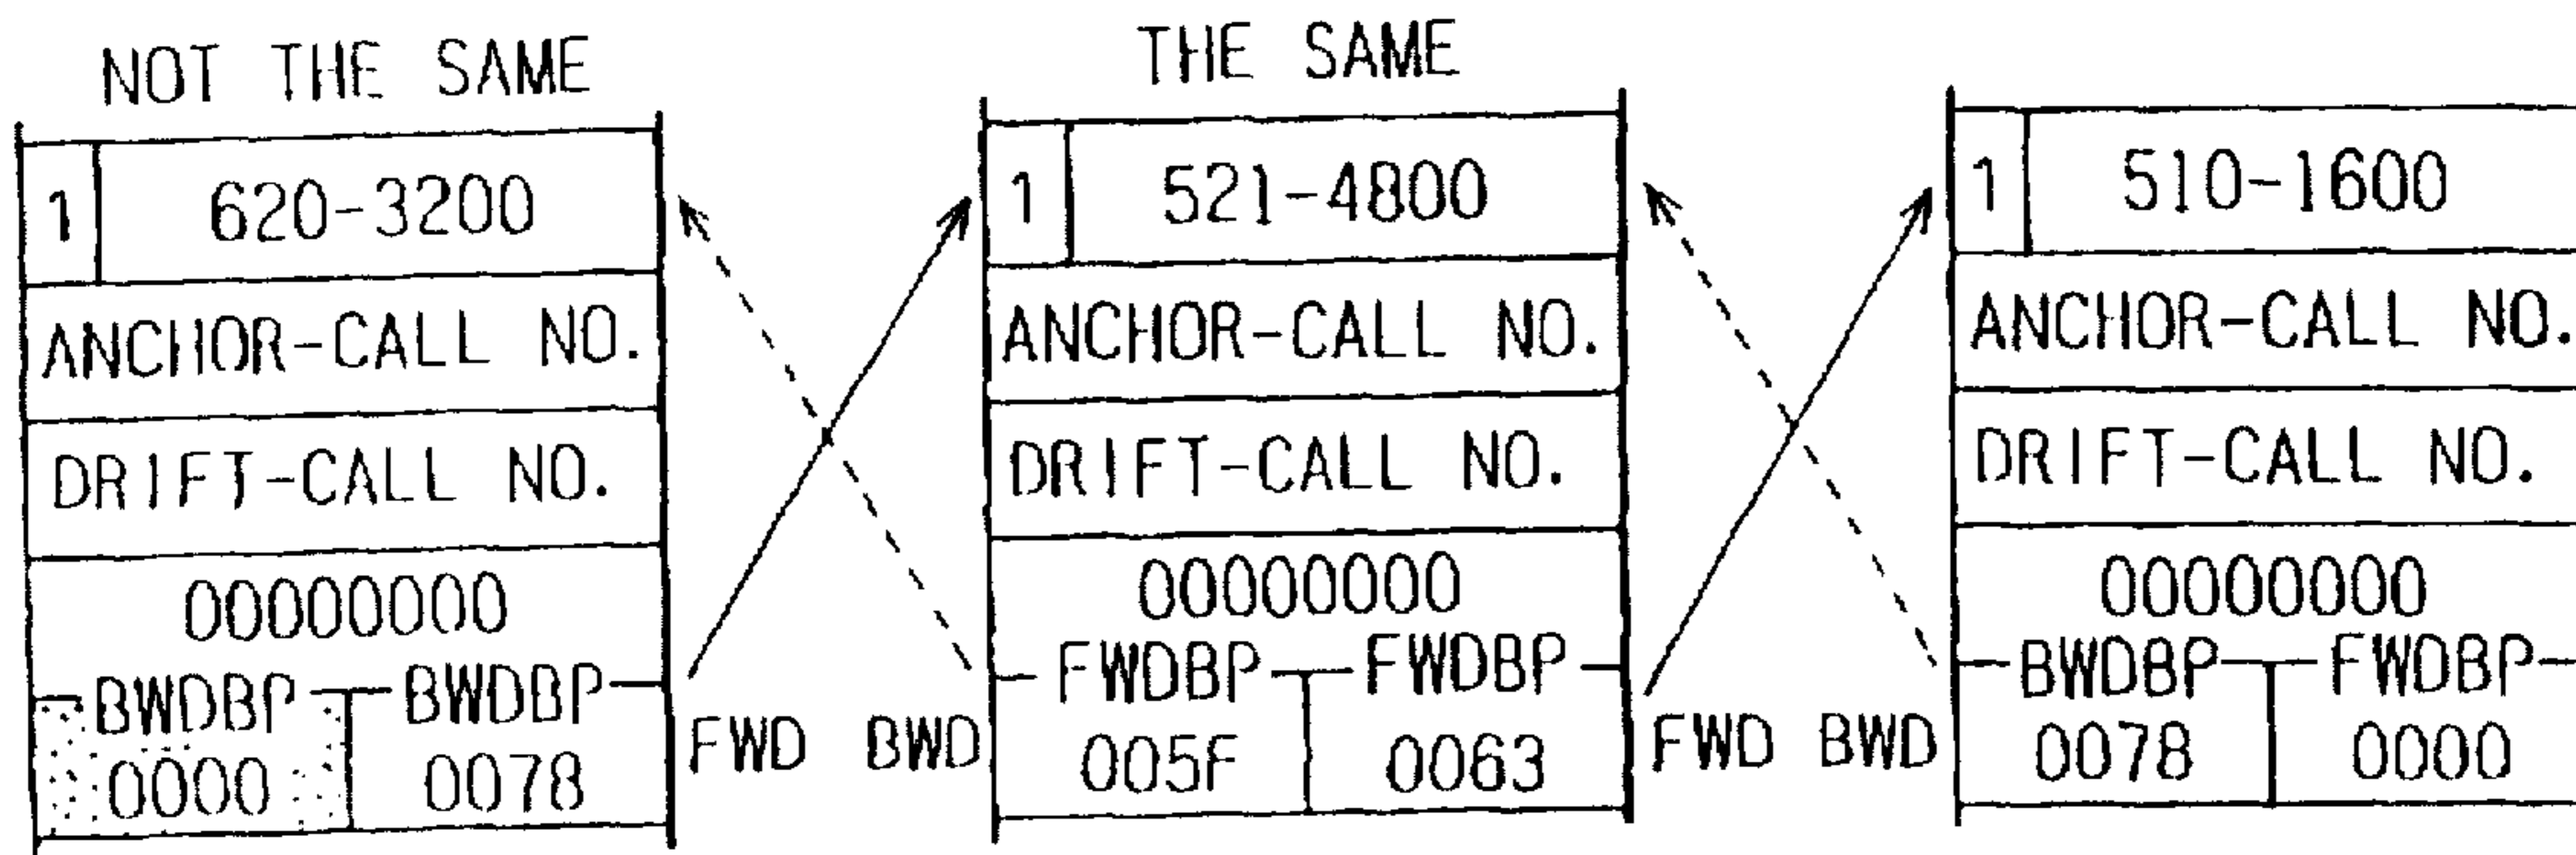 NOT THE SAME
1 620-3200
ANCHOR-CALL NO.
DRIFT-CALL NO.
00000000
BWDBP BWDBP
0000 0078
FWD BWD
THE SAME
1 521-4800
ANCHOR-CALL NO.
DRIFT-CALL NO.
00000000
FWDBP FWDBP
005F 0063
FWD BWD
1 510-1600
ANCHOR-CALL NO.
DRIFT-CALL NO.
00000000
BWDBP FWDBP
0078 0000